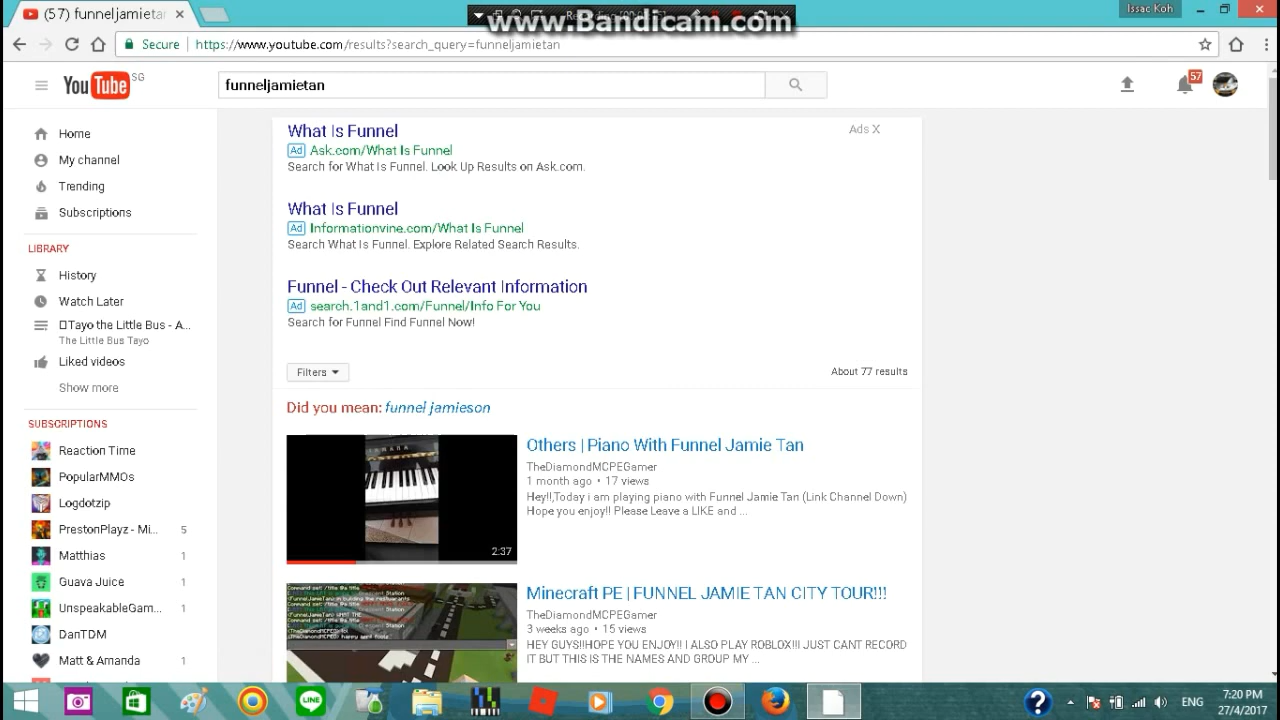 (57) funneljamietan
www.Bandicam.com
Issac Koh
Secure
https://www.youtube.com/results?search_query=funneljamietan
YouTube SG
funneljamietan
57
Home
My channel
Trending
Subscriptions
LIBRARY
History
Watch Later
Tayo the Little Bus - A...
The Little Bus Tayo
Liked videos
Show more
SUBSCRIPTIONS
Reaction Time
PopularMMOs
Logdotzip
PrestonPlayz - Mi... 5
Matthias 1
Guava Juice 1
UnspeakableGam... 1
DanTDM
Matt & Amanda 1
What Is Funnel
Ads X
Ad Ask.com/What Is Funnel
Search for What Is Funnel. Look Up Results on Ask.com.
What Is Funnel
Ad Informationvine.com/What Is Funnel
Search What Is Funnel. Explore Related Search Results.
Funnel - Check Out Relevant Information
Ad search.1and1.com/Funnel/Info For You
Search for Funnel Find Funnel Now!
Filters
About 77 results
Did you mean: funnel jamieson
YAMAHA
2:37
Others | Piano With Funnel Jamie Tan
TheDiamondMCPEGamer
1 month ago • 17 views
Hey!!,Today i am playing piano with Funnel Jamie Tan (Link Channel Down)
Hope you enjoy!! Please Leave a LIKE and ...
Minecraft PE | FUNNEL JAMIE TAN CITY TOUR!!!
TheDiamondMCPEGamer
3 weeks ago • 15 views
HEY GUYS!!HOPE YOU ENJOY!! I ALSO PLAY ROBLOX!!I JUST CANT RECORD
IT BUT THIS IS THE NAMES AND GROUP MY ...
LINE
ENG
7:20 PM
27/4/2017